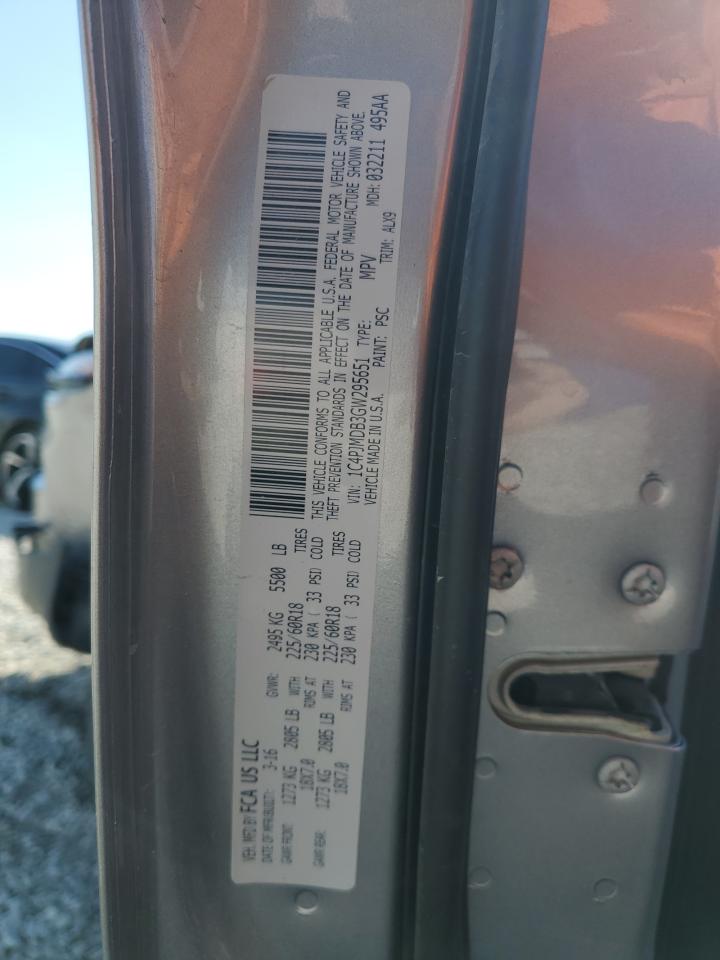 VEH. MFD BY FCA US LLC
DATE OF MFR(BUILT): 3-16 GVWR: 2495 KG 5500 LB
GAWR FRONT: 1273 KG 2805 LB WITH 225/60R18 TIRES
18X7.0 RIMS AT 230 KPA ( 33 PSI) COLD
GAWR REAR: 1273 KG 2805 LB WITH 225/60R18 TIRES
18X7.0 RIMS AT 230 KPA ( 33 PSI) COLD
THIS VEHICLE CONFORMS TO ALL APPLICABLE U.S.A. FEDERAL MOTOR VEHICLE SAFETY AND
THEFT PREVENTION STANDARDS IN EFFECT ON THE DATE OF MANUFACTURE SHOWN ABOVE.
VIN: 1C4PJMDB3GW295651 TYPE: MPV MDH: 032211 495AA
VEHICLE MADE IN U.S.A. PAINT: PSC TRIM: ALX9